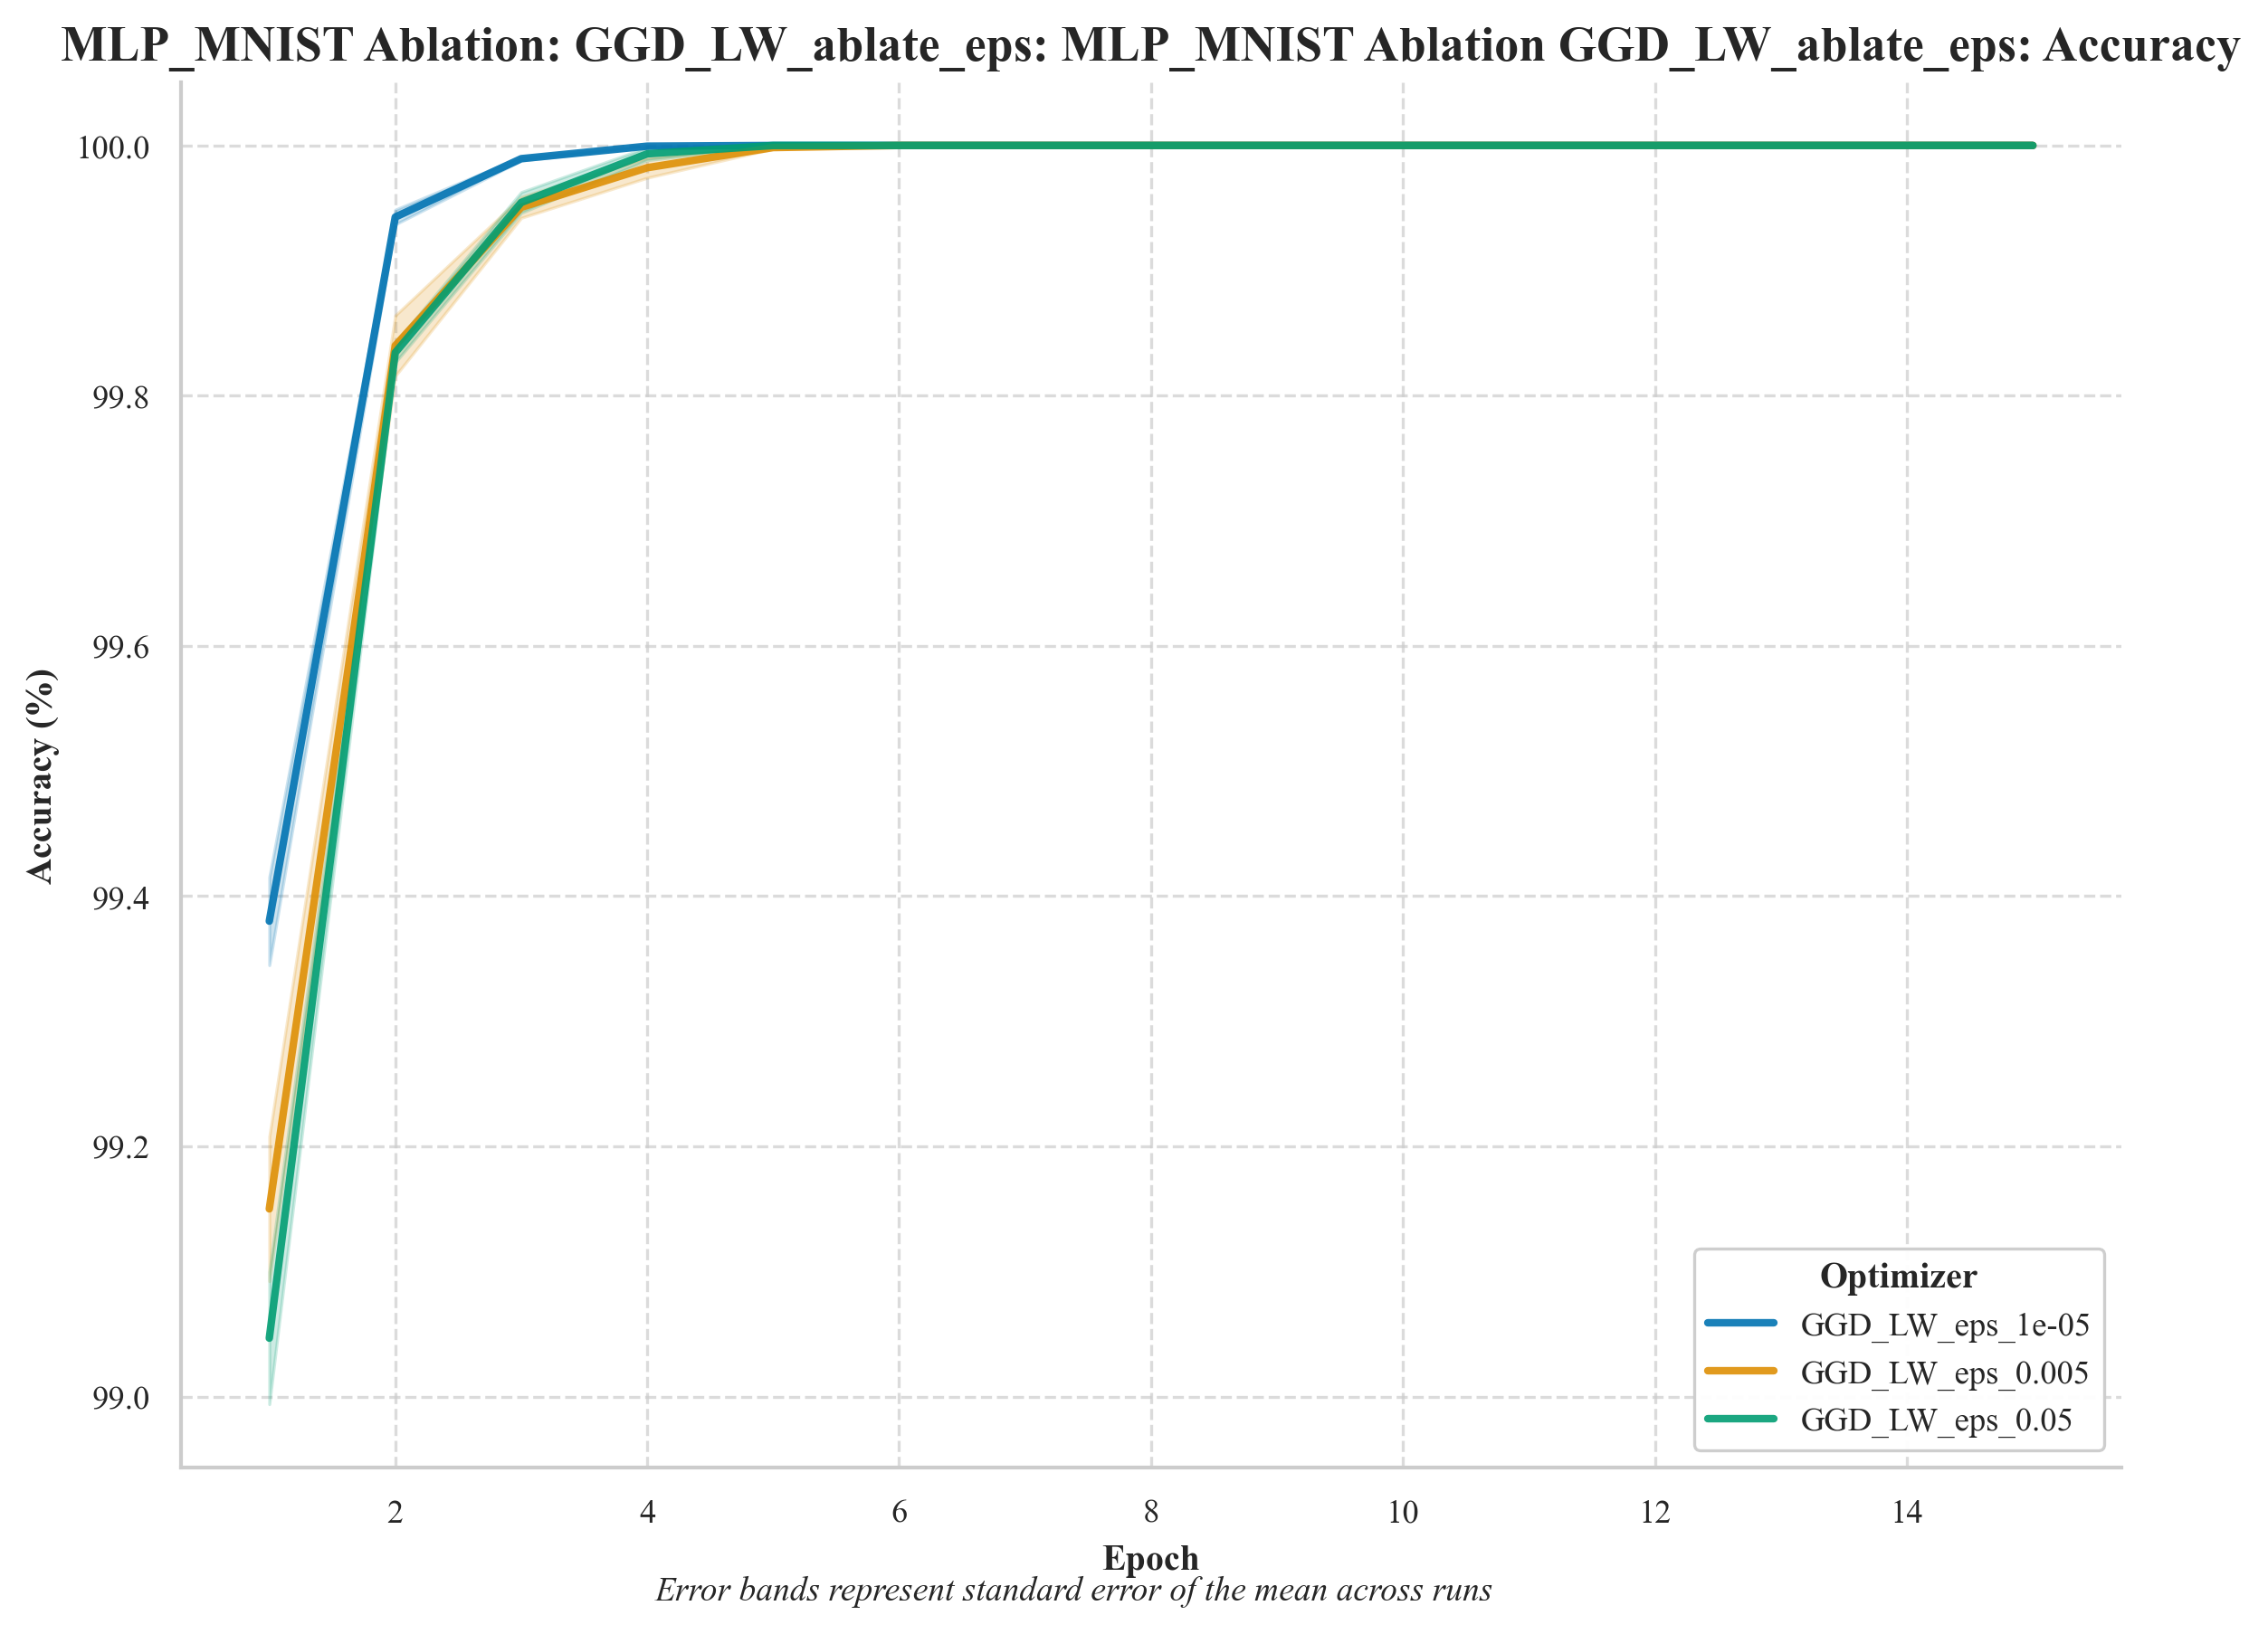 MLP_MNIST Ablation: GGD_LW_ablate_eps: MLP_MNIST Ablation GGD_LW_ablate_eps: Accuracy
100.0
99.8
99.6
99.4
99.2
99.0
Accuracy (%)
Optimizer
GGD_LW_eps_1e-05
GGD_LW_eps_0.005
GGD_LW_eps_0.05
2 4 6 8 10 12 14
Epoch
Error bands represent standard error of the mean across runs